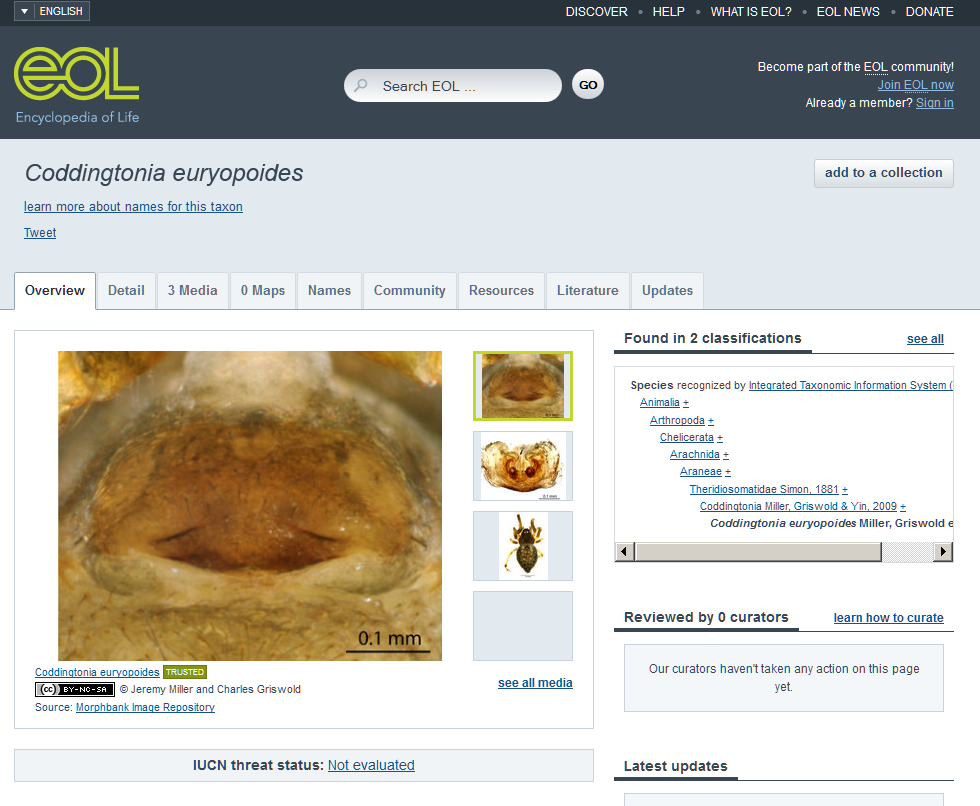 ENGLISH
DISCOVER • HELP • WHAT IS EOL? • EOL NEWS • DONATE
eOL
Encyclopedia of Life
Search EOL ...
GO
Become part of the EOL community!
Join EOL now
Already a member? Sign in
Coddingtonia euryopoides
add to a collection
learn more about names for this taxon
Tweet
Overview Detail 3 Media 0 Maps Names Community Resources Literature Updates
0.1 mm
Coddingtonia euryopoides TRUSTED
(cc) BY-NC-SA © Jeremy Miller and Charles Griswold
Source: Morphbank Image Repository
see all media
IUCN threat status: Not evaluated
Found in 2 classifications see all
Species recognized by Integrated Taxonomic Information System (
Animalia +
Arthropoda +
Chelicerata +
Arachnida +
Araneae +
Theridiosomatidae Simon, 1881 +
Coddingtonia Miller, Griswold & Yin, 2009 +
Coddingtonia euryopoides Miller, Griswold e
Reviewed by 0 curators learn how to curate
Our curators haven't taken any action on this page
yet.
Latest updates